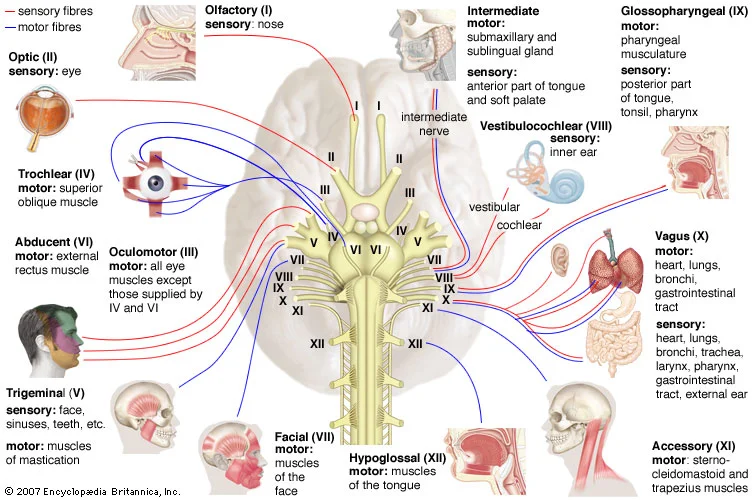 sensory fibres
motor fibres
Olfactory (I)
sensory: nose
Optic (II)
sensory: eye
Trochlear (IV)
motor: superior
oblique muscle
Abducent (VI)
motor: external
rectus muscle
Oculomotor (III)
motor: all eye
muscles except
those supplied by
IV and VI
Trigeminal (V)
sensory: face,
sinuses, teeth, etc.
motor: muscles
of mastication
Facial (VII)
motor:
muscles
of the
face
Hypoglossal (XII)
motor: muscles
of the tongue
Intermediate
motor:
submaxillary and
sublingual gland
sensory:
anterior part of tongue
and soft palate
intermediate
nerve
Vestibulocochlear (VIII)
sensory:
inner ear
vestibular
cochlear
Glossopharyngeal (IX)
motor:
pharyngeal
musculature
sensory:
posterior part
of tongue,
tonsil, pharynx
Vagus (X)
motor:
heart, lungs,
bronchi,
gastrointestinal
tract
sensory:
heart, lungs,
bronchi, trachea,
larynx, pharynx,
gastrointestinal
tract, external ear
Accessory (XI)
motor: sterno-
cleidomastoid and
trapezius muscles
I I
II II
III III
IV IV
V VI VI V
VII VII
VIII VIII
IX IX
X X
XI XI
XII XII
© 2007 Encyclopædia Britannica, Inc.